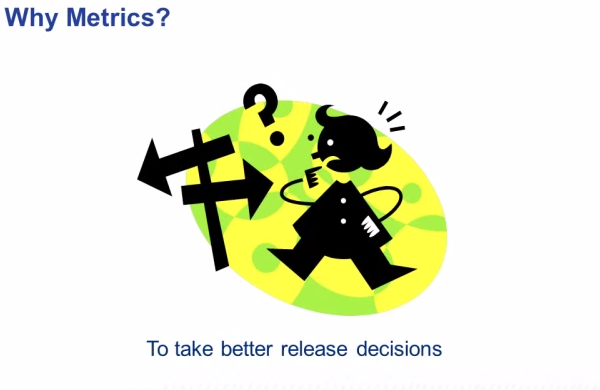 Why Metrics?
?
To take better release decisions